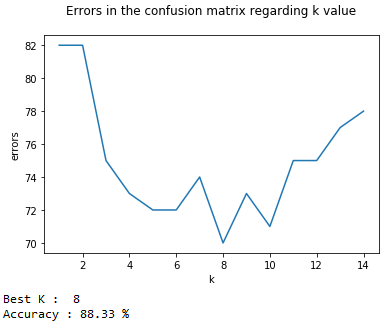 Errors in the confusion matrix regarding k value
82
80
78
76
74
72
70
errors
2 4 6 8 10 12 14
k
Best K : 8
Accuracy : 88.33 %